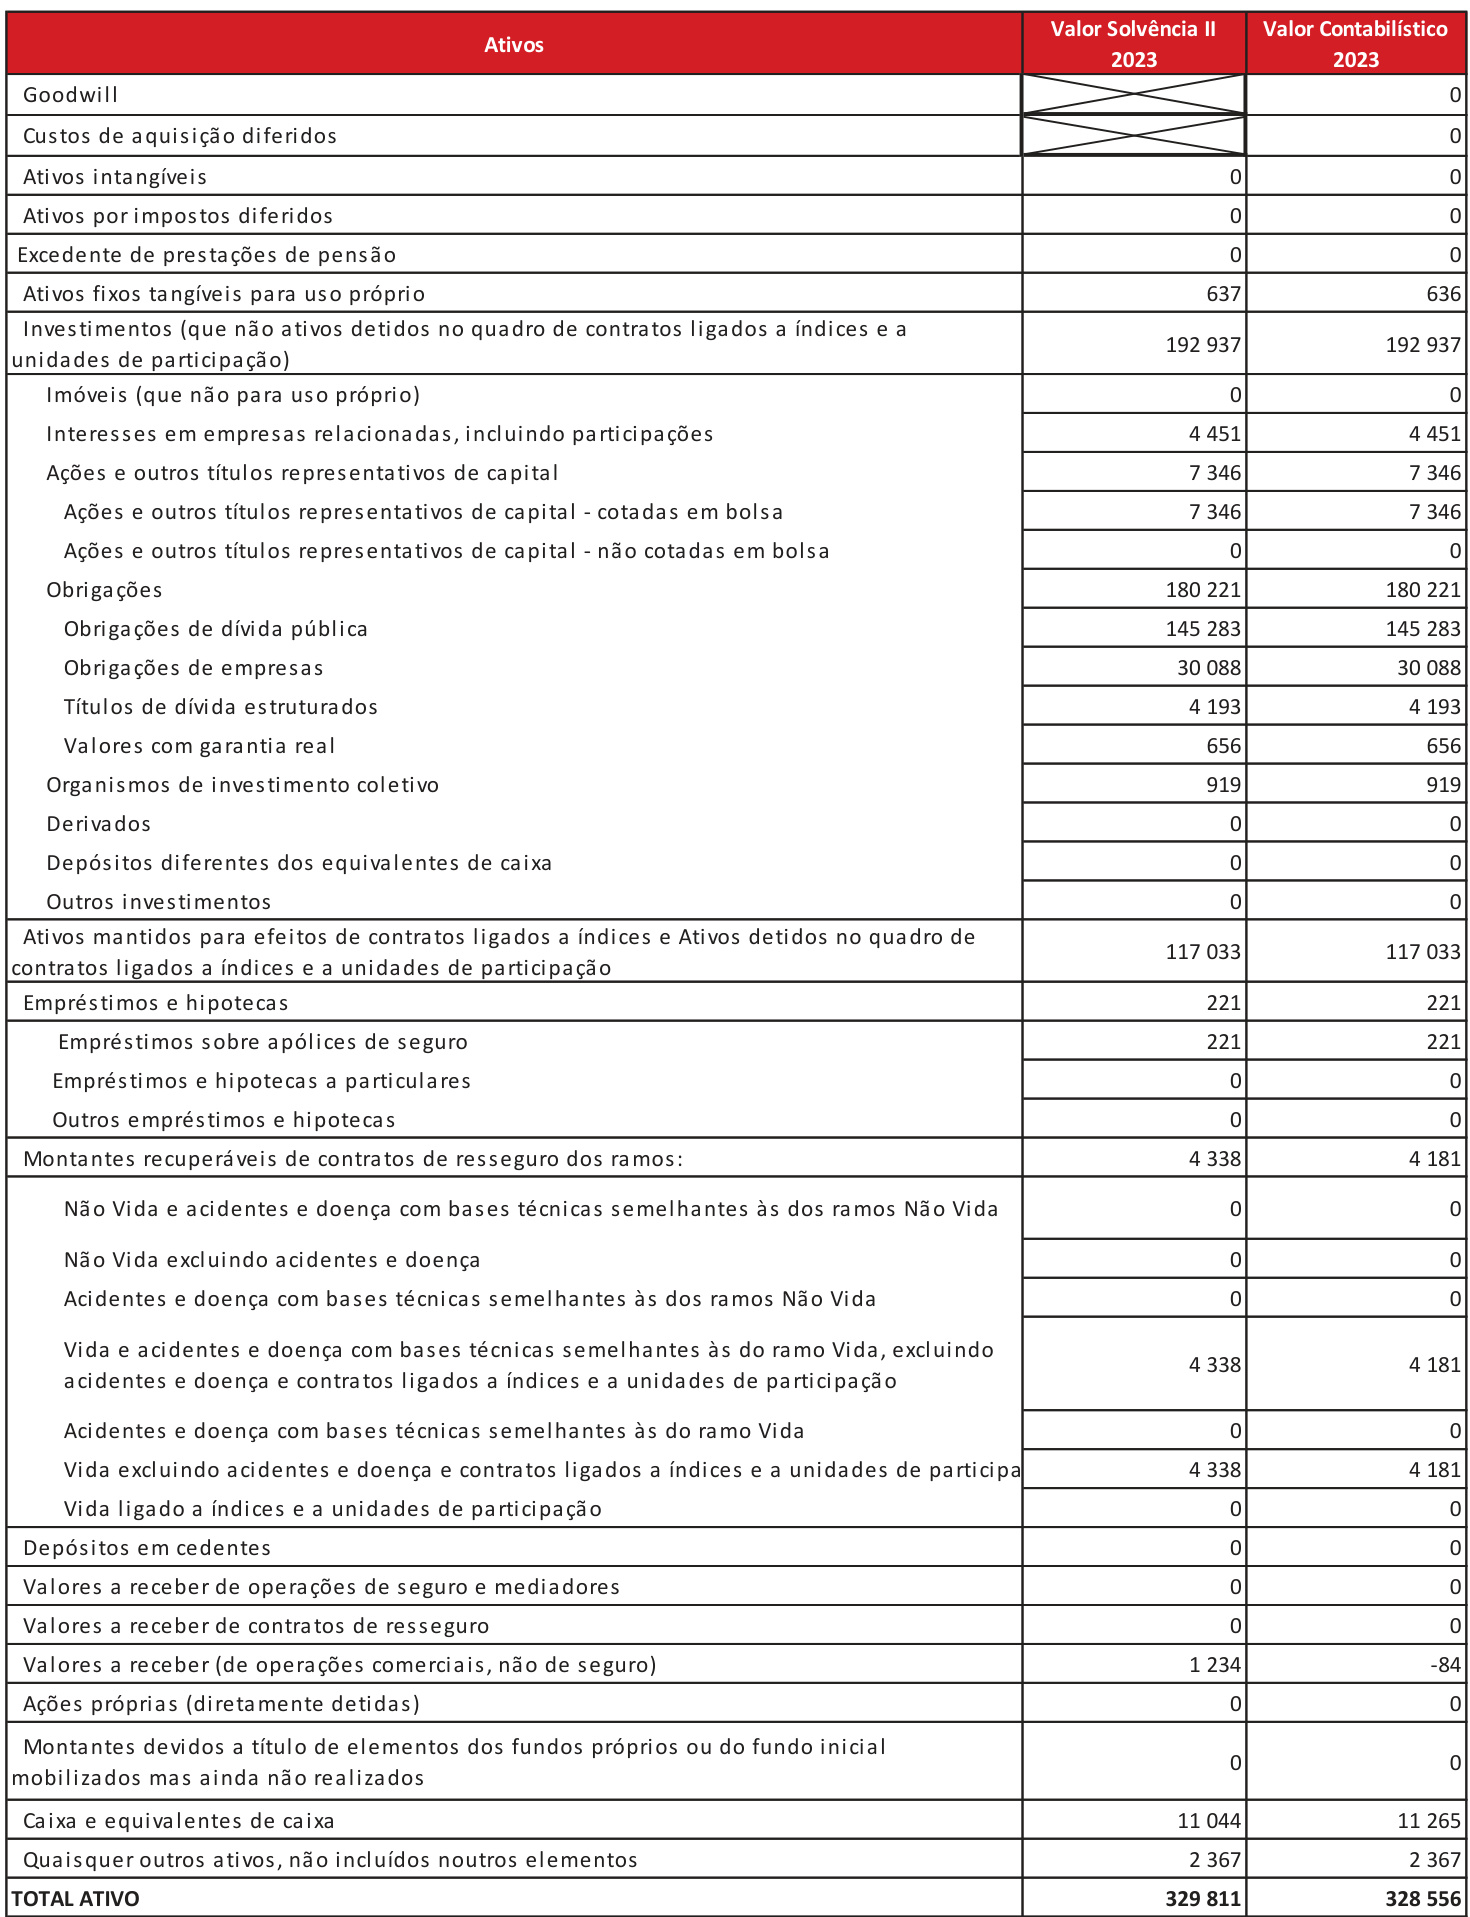 Ativos Valor Solvência II 2023 Valor Contabilístico 2023
Goodwill 0
Custos de aquisição diferidos 0
Ativos intangíveis 0 0
Ativos por impostos diferidos 0 0
Excedente de prestações de pensão 0 0
Ativos fixos tangíveis para uso próprio 637 636
Investimentos (que não ativos detidos no quadro de contratos ligados a índices e a
unidades de participação) 192 937 192 937
Imóveis (que não para uso próprio) 0 0
Interesses em empresas relacionadas, incluindo participações 4 451 4 451
Ações e outros títulos representativos de capital 7 346 7 346
Ações e outros títulos representativos de capital - cotadas em bolsa 7 346 7 346
Ações e outros títulos representativos de capital - não cotadas em bolsa 0 0
Obrigações 180 221 180 221
Obrigações de dívida pública 145 283 145 283
Obrigações de empresas 30 088 30 088
Títulos de dívida estruturados 4 193 4 193
Valores com garantia real 656 656
Organismos de investimento coletivo 919 919
Derivados 0 0
Depósitos diferentes dos equivalentes de caixa 0 0
Outros investimentos 0 0
Ativos mantidos para efeitos de contratos ligados a índices e Ativos detidos no quadro de
contratos ligados a índices e a unidades de participação 117 033 117 033
Empréstimos e hipotecas 221 221
Empréstimos sobre apólices de seguro 221 221
Empréstimos e hipotecas a particulares 0 0
Outros empréstimos e hipotecas 0 0
Montantes recuperáveis de contratos de resseguro dos ramos: 4 338 4 181
Não Vida e acidentes e doença com bases técnicas semelhantes às dos ramos Não Vida 0 0
Não Vida excluindo acidentes e doença 0 0
Acidentes e doença com bases técnicas semelhantes às dos ramos Não Vida 0 0
Vida e acidentes e doença com bases técnicas semelhantes às do ramo Vida, excluindo
acidentes e doença e contratos ligados a índices e a unidades de participação 4 338 4 181
Acidentes e doença com bases técnicas semelhantes às do ramo Vida 0 0
Vida excluindo acidentes e doença e contratos ligados a índices e a unidades de participa 4 338 4 181
Vida ligado a índices e a unidades de participação 0 0
Depósitos em cedentes 0 0
Valores a receber de operações de seguro e mediadores 0 0
Valores a receber de contratos de resseguro 0 0
Valores a receber (de operações comerciais, não de seguro) 1 234 -84
Ações próprias (diretamente detidas) 0 0
Montantes devidos a título de elementos dos fundos próprios ou do fundo inicial
mobilizados mas ainda não realizados 0 0
Caixa e equivalentes de caixa 11 044 11 265
Quaisquer outros ativos, não incluídos noutros elementos 2 367 2 367
TOTAL ATIVO 329 811 328 556